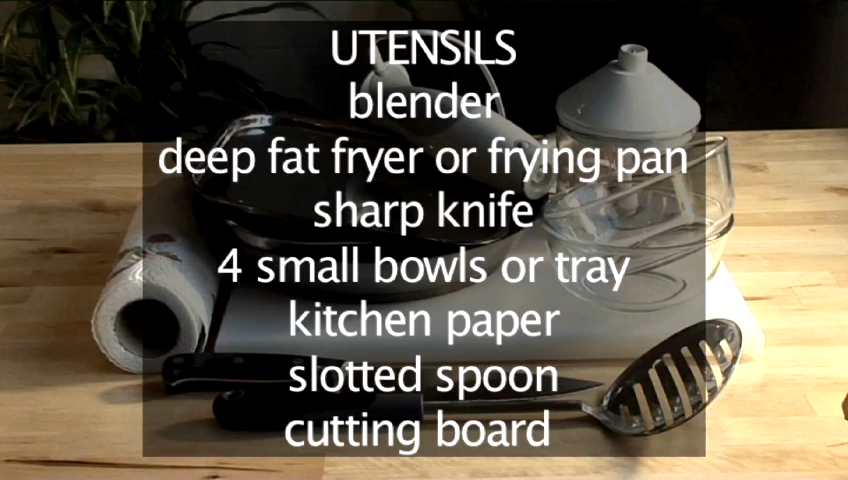 UTENSILS
blender
deep fat fryer or frying pan
sharp knife
4 small bowls or tray
kitchen paper
slotted spoon
cutting board